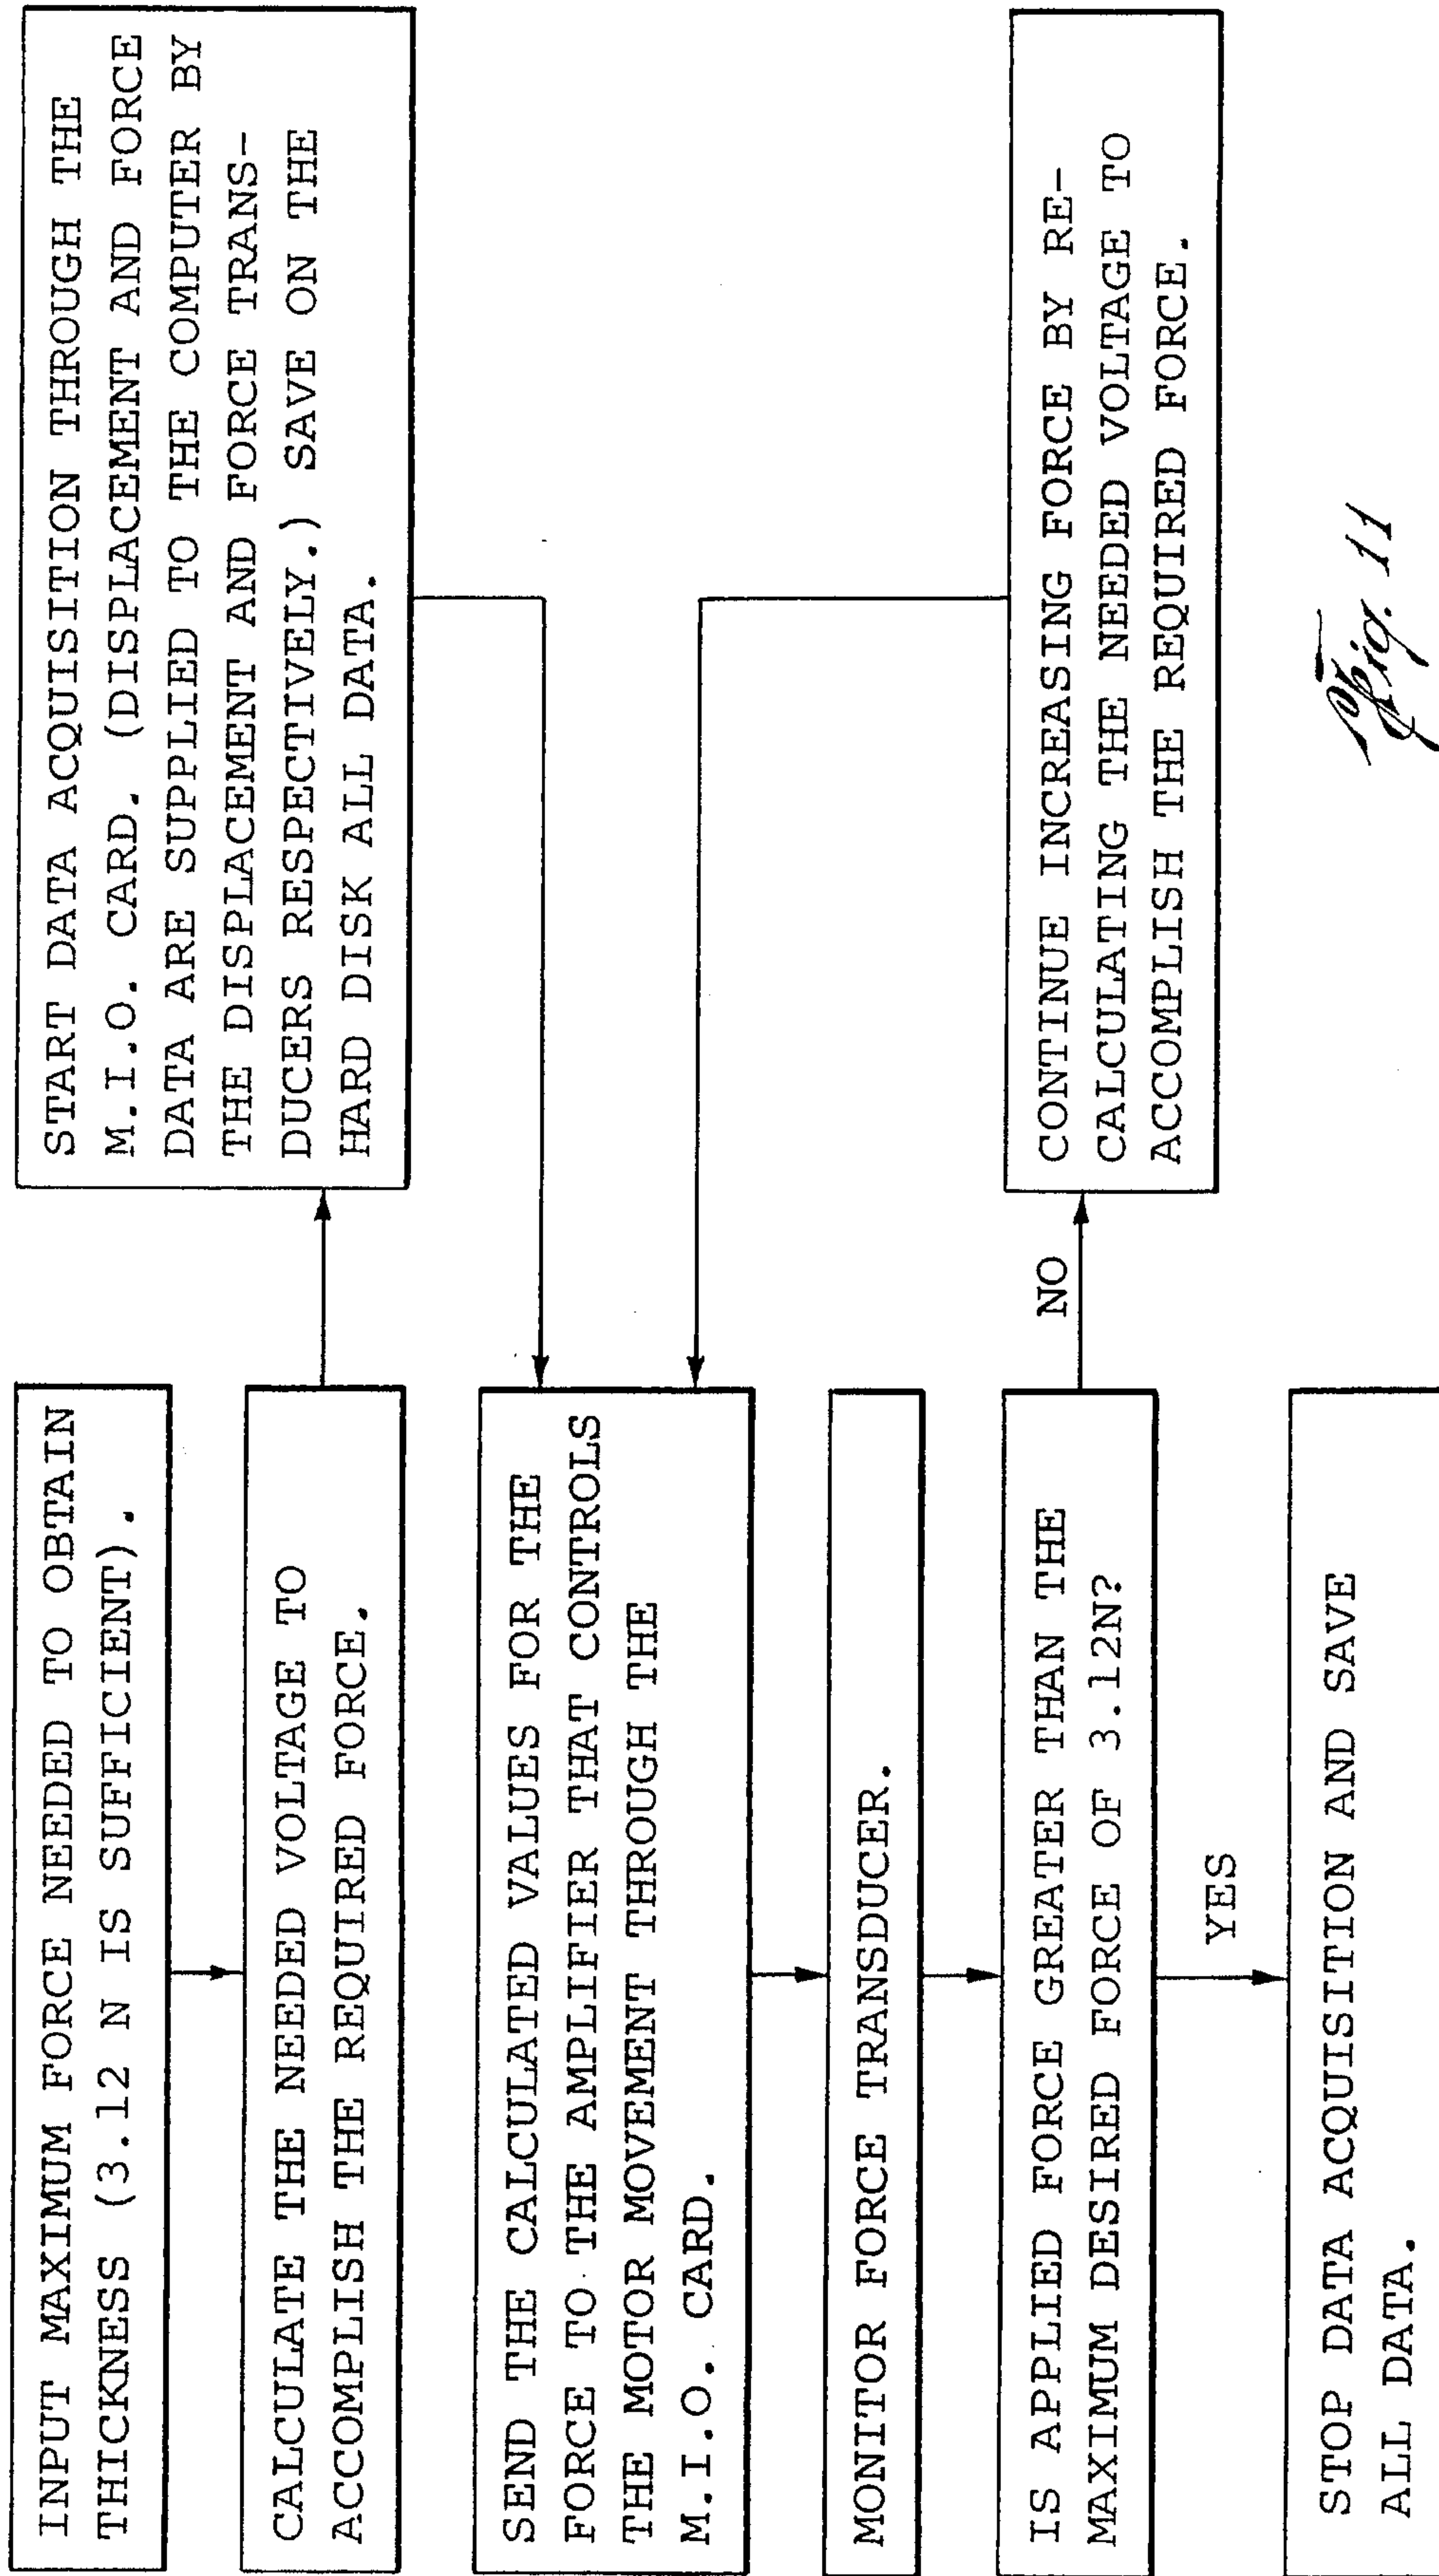 INPUT MAXIMUM FORCE NEEDED TO OBTAIN
THICKNESS (3.12 N IS SUFFICIENT).
CALCULATE THE NEEDED VOLTAGE TO
ACCOMPLISH THE REQUIRED FORCE.
START DATA ACQUISITION THROUGH THE
M.I.O. CARD. (DISPLACEMENT AND FORCE
DATA ARE SUPPLIED TO THE COMPUTER BY
THE DISPLACEMENT AND FORCE TRANS-
DUCERS RESPECTIVELY.) SAVE ON THE
HARD DISK ALL DATA.
SEND THE CALCULATED VALUES FOR THE
FORCE TO THE AMPLIFIER THAT CONTROLS
THE MOTOR MOVEMENT THROUGH THE
M.I.O. CARD.
MONITOR FORCE TRANSDUCER.
IS APPLIED FORCE GREATER THAN THE
MAXIMUM DESIRED FORCE OF 3.12N?
NO
CONTINUE INCREASING FORCE BY RE-
CALCULATING THE NEEDED VOLTAGE TO
ACCOMPLISH THE REQUIRED FORCE.
YES
STOP DATA ACQUISITION AND SAVE
ALL DATA.
Fig. 11